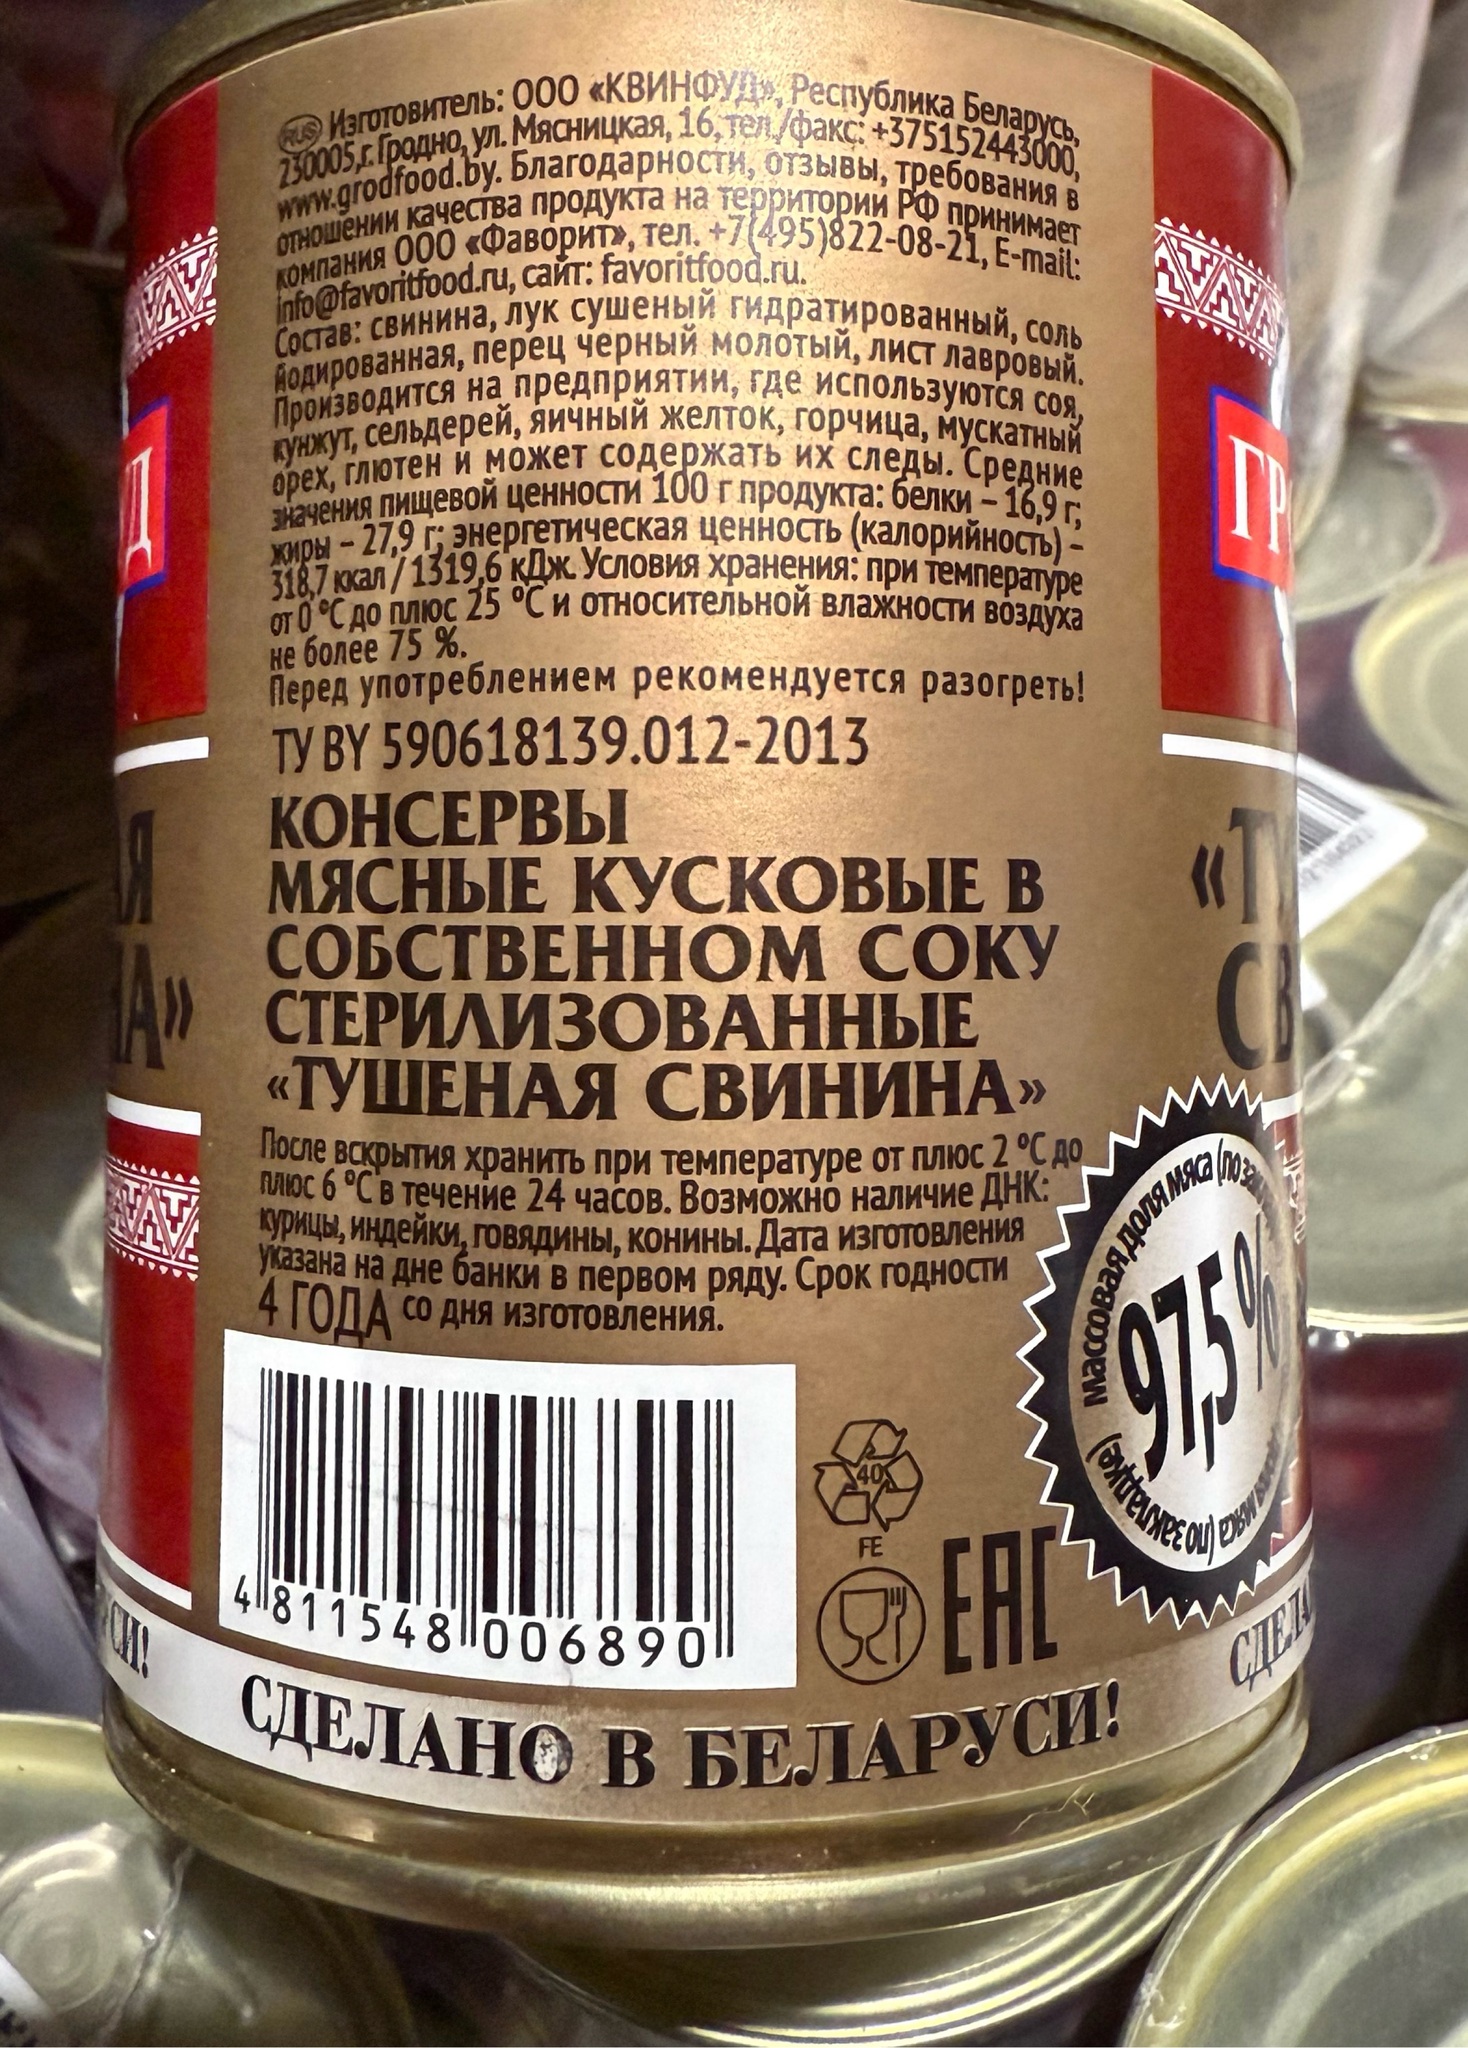 RUS Изготовитель: ООО «КВИНФУД», Республика Беларусь,
230005,г. Гродно, ул. Мясницкая, 16, тел./факс: +375152443000,
www.grodfood.by. Благодарности, отзывы, требования в
отношении качества продукта на территории РФ принимает
компания ООО «Фаворит», тел. +7(495)822-08-21, E-mail:
info@favoritfood.ru, сайт: favoritfood.ru.
Состав: свинина, лук сушеный гидратированный, соль
йодированная, перец черный молотый, лист лавровый.
Производится на предприятии, где используются соя,
кунжут, сельдерей, яичный желток, горчица, мускатный
орех, глютен и может содержать их следы. Средние
значения пищевой ценности 100 г продукта: белки – 16,9 г;
жиры – 27,9 г; энергетическая ценность (калорийность) –
318,7 ккал / 1319,6 кДж. Условия хранения: при температуре
от 0 °С до плюс 25 °С и относительной влажности воздуха
не более 75 %.
Перед употреблением рекомендуется разогреть!
ТУ BY 590618139.012-2013
КОНСЕРВЫ
МЯСНЫЕ КУСКОВЫЕ В
СОБСТВЕННОМ СОКУ
СТЕРИЛИЗОВАННЫЕ
«ТУШЕНАЯ СВИНИНА»
После вскрытия хранить при температуре от плюс 2 °С до
плюс 6 °С в течение 24 часов. Возможно наличие ДНК:
курицы, индейки, говядины, конины. Дата изготовления
указана на дне банки в первом ряду. Срок годности
4 ГОДА со дня изготовления.
Массовая доля мяса (по
97,5%
мяса (по закладке)
4 811548 006890
40
FE
EAC
СДЕЛАНО В БЕЛАРУСИ!